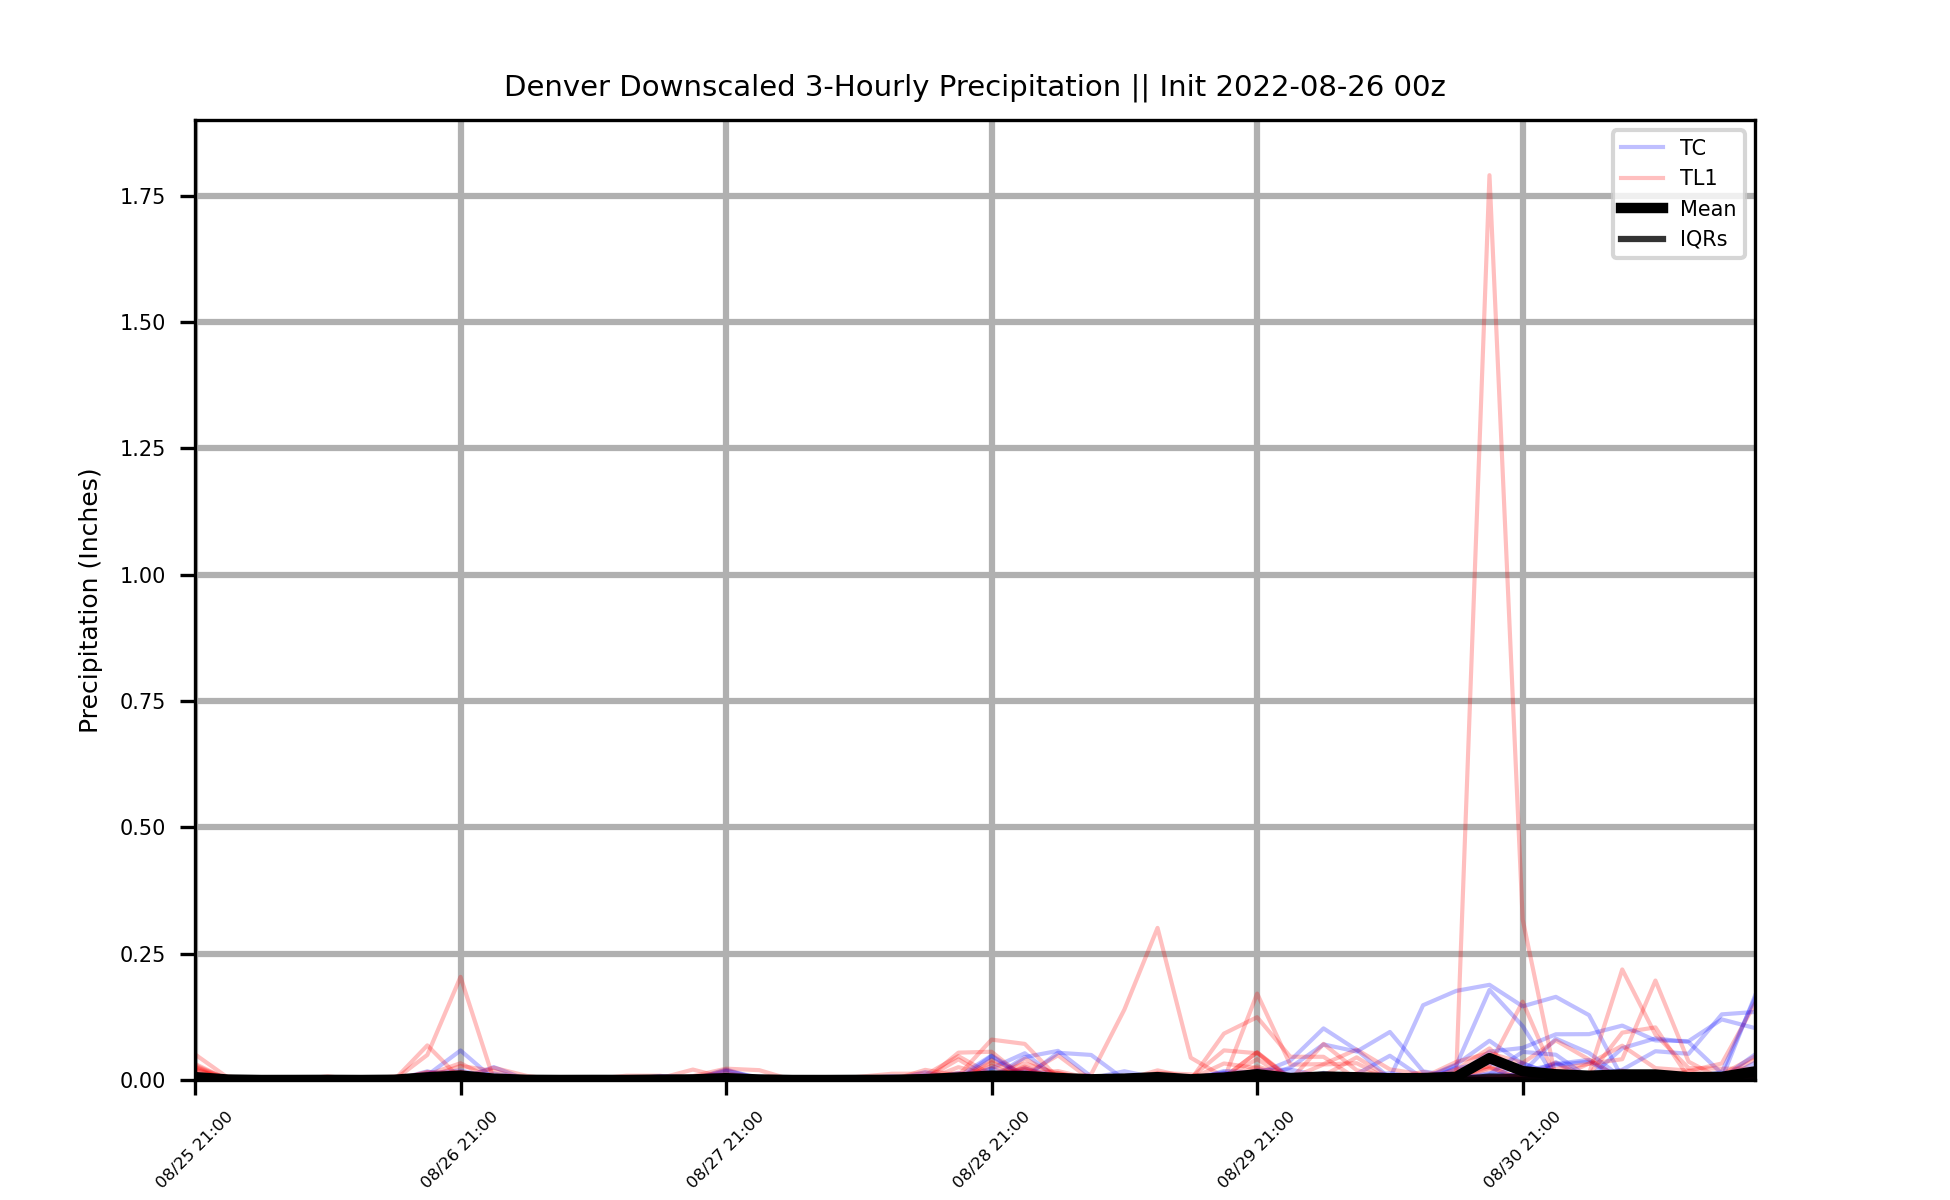 Denver Downscaled 3-Hourly Precipitation || Init 2022-08-26 00z
TC
TL1
Mean
IQRs
Precipitation (Inches)
1.75
1.50
1.25
1.00
0.75
0.50
0.25
0.00
08/25 21:00
08/26 21:00
08/27 21:00
08/28 21:00
08/29 21:00
08/30 21:00